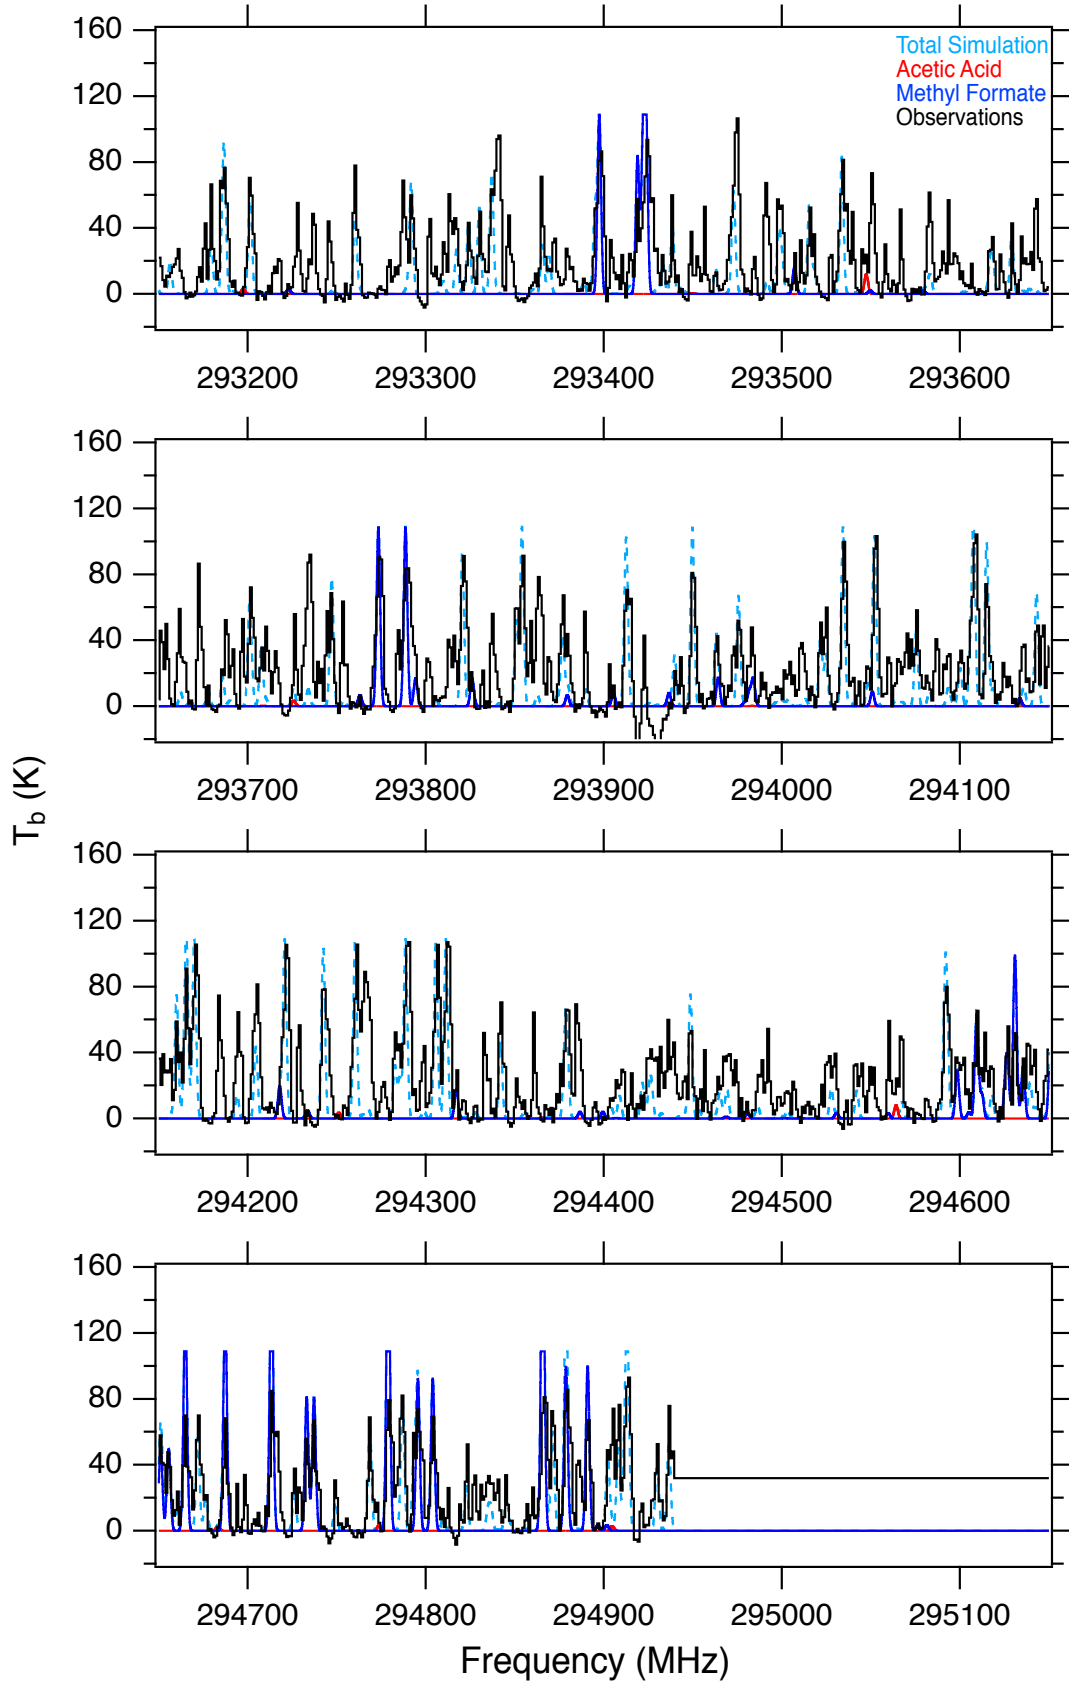 160
120
80
40
0
Total Simulation
Acetic Acid
Methyl Formate
Observations
293200 293300 293400 293500 293600
160
120
80
40
0
293700 293800 293900 294000 294100
T_b (K)
160
120
80
40
0
294200 294300 294400 294500 294600
160
120
80
40
0
294700 294800 294900 295000 295100
Frequency (MHz)